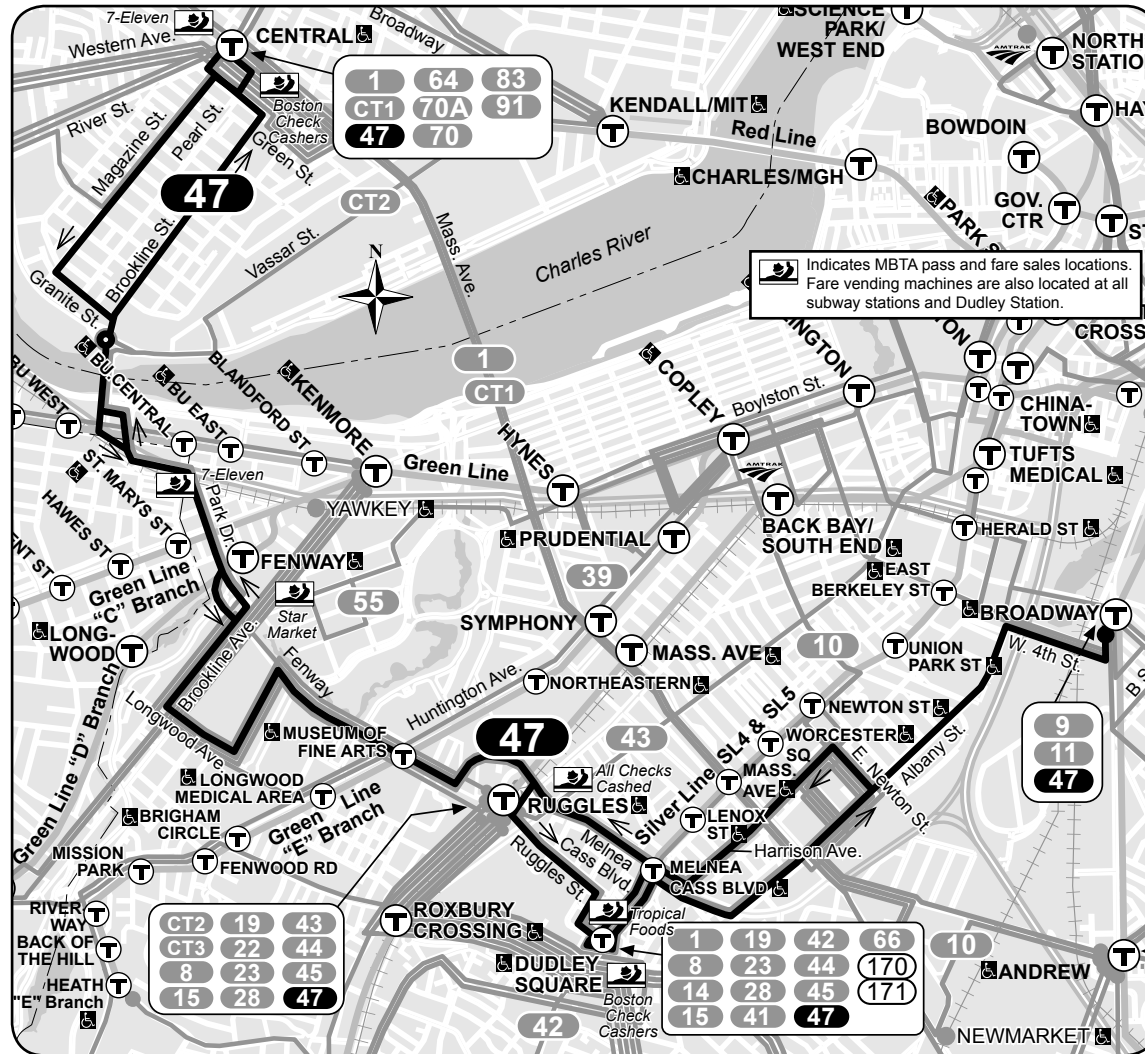 7-Eleven
Western Ave.
CENTRAL
Broadway
SCIENCE
PARK/
WEST END
AMTRAK
NORTH
STATIO
HA
River St.
Magazine St.
Pearl St.
Boston
Check
Cashers
Green St.
1 64 83
CT1 70A 91
47 70
KENDALL/MIT
Red Line
BOWDOIN
CHARLES/MGH
PARK S
GOV.
CTR
ST
47
CT2
Mass. Ave.
Charles River
Brookline St.
Vassar St.
N
Granite St.
Indicates MBTA pass and fare sales locations.
Fare vending machines are also located at all
subway stations and Dudley Station.
CROSS
INGTON
TON
BU WEST
BU CENTRAL
BU EAST
BLANDFORD ST
KENMORE
1
CT1
COPLEY
Boylston St.
CHINA-
TOWN
HYNES
Green Line
AMTRAK
TUFTS
MEDICAL
7-Eleven
ST. MARYS ST
HAWES ST
ENT ST
Park Dr.
YAWKEY
PRUDENTIAL
BACK BAY/
SOUTH END
HERALD ST
FENWAY
Green Line
"C" Branch
Star
Market
55
39
EAST
BERKELEY ST
BROADWAY
LONG-
WOOD
Brookline Ave.
Fenway
SYMPHONY
MASS. AVE
10
UNION
PARK ST
W. 4th St.
B S
Longwood Ave.
Huntington Ave.
NORTHEASTERN
NEWTON ST
Green Line "D" Branch
MUSEUM OF
FINE ARTS
47
43
Silver Line SL4 & SL5
WORCESTER
SQ
E. Newton St.
Albany St.
9
11
47
All Checks
Cashed
MASS.
AVE
LONGWOOD
MEDICAL AREA
RUGGLES
LENOX
ST
Green Line
"E" Branch
BRIGHAM
CIRCLE
Melnea
Cass Blvd.
Harrison Ave.
MISSION
PARK
FENWOOD RD
Ruggles St.
MELNEA
CASS BLVD
RIVER-
WAY
BACK OF
THE HILL
HEATH
"E" Branch
CT2 19 43
CT3 22 44
8 23 45
15 28 47
ROXBURY
CROSSING
Tropical
Foods
DUDLEY
SQUARE
Boston
Check
Cashers
42
1 19 42 66
8 23 44 170
14 28 45 171
15 41 47
10
ANDREW
NEWMARKET